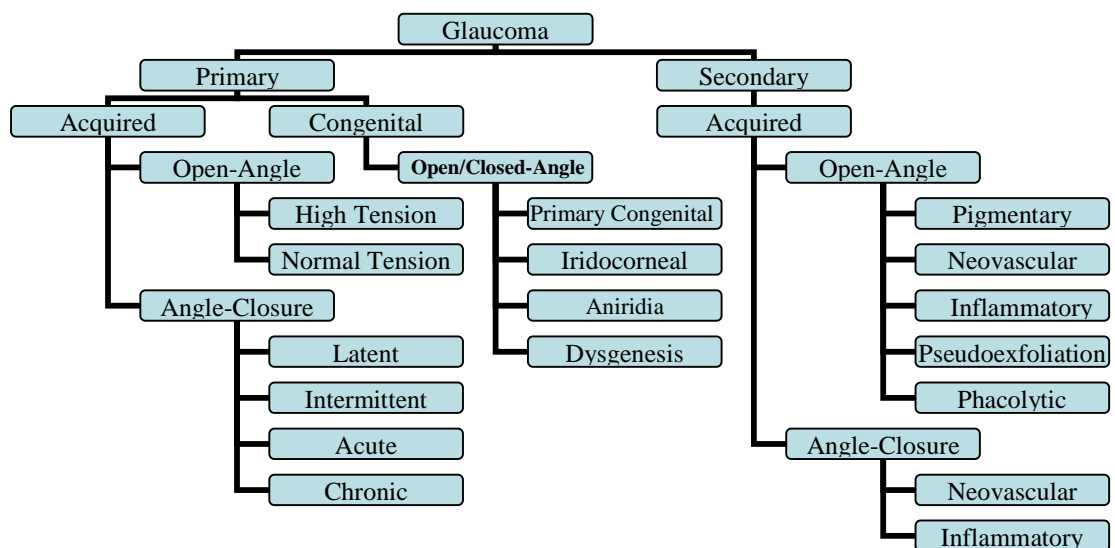 Glaucoma
Primary
Secondary
Acquired
Congenital
Acquired
Open-Angle
Open/Closed-Angle
Open-Angle
High Tension
Primary Congenital
Pigmentary
Normal Tension
Iridocorneal
Neovascular
Angle-Closure
Aniridia
Inflammatory
Latent
Dysgenesis
Pseudoexfoliation
Intermittent
Phacolytic
Acute
Angle-Closure
Chronic
Neovascular
Inflammatory